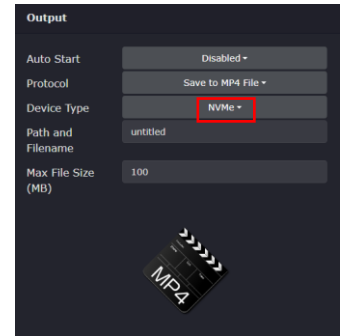 Output
Auto Start
Disabled
Protocol
Save to MP4 File
Device Type
NVMe
Path and
Filename
untitled
Max File Size
(MB)
100
MP4